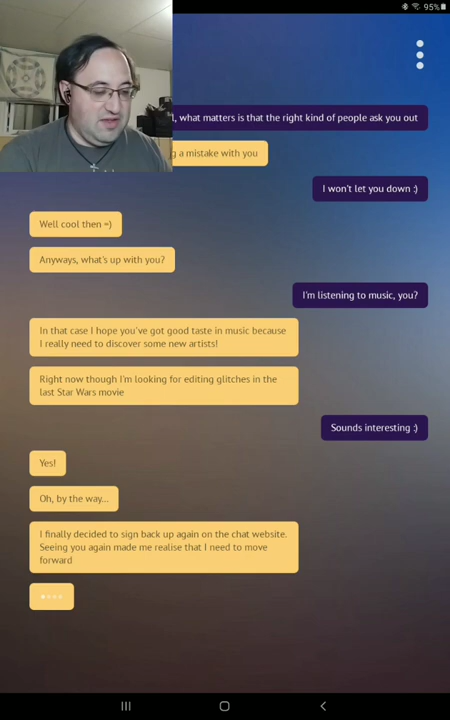 95%
, what matters is that the right kind of people ask you out
g a mistake with you
I won't let you down :)
Well cool then =)
Anyways, what's up with you?
I'm listening to music, you?
In that case I hope you've got good taste in music because
I really need to discover some new artists!
Right now though I'm looking for editing glitches in the
last Star Wars movie
Sounds interesting :)
Yes!
Oh, by the way...
I finally decided to sign back up again on the chat website.
Seeing you again made me realise that I need to move
forward